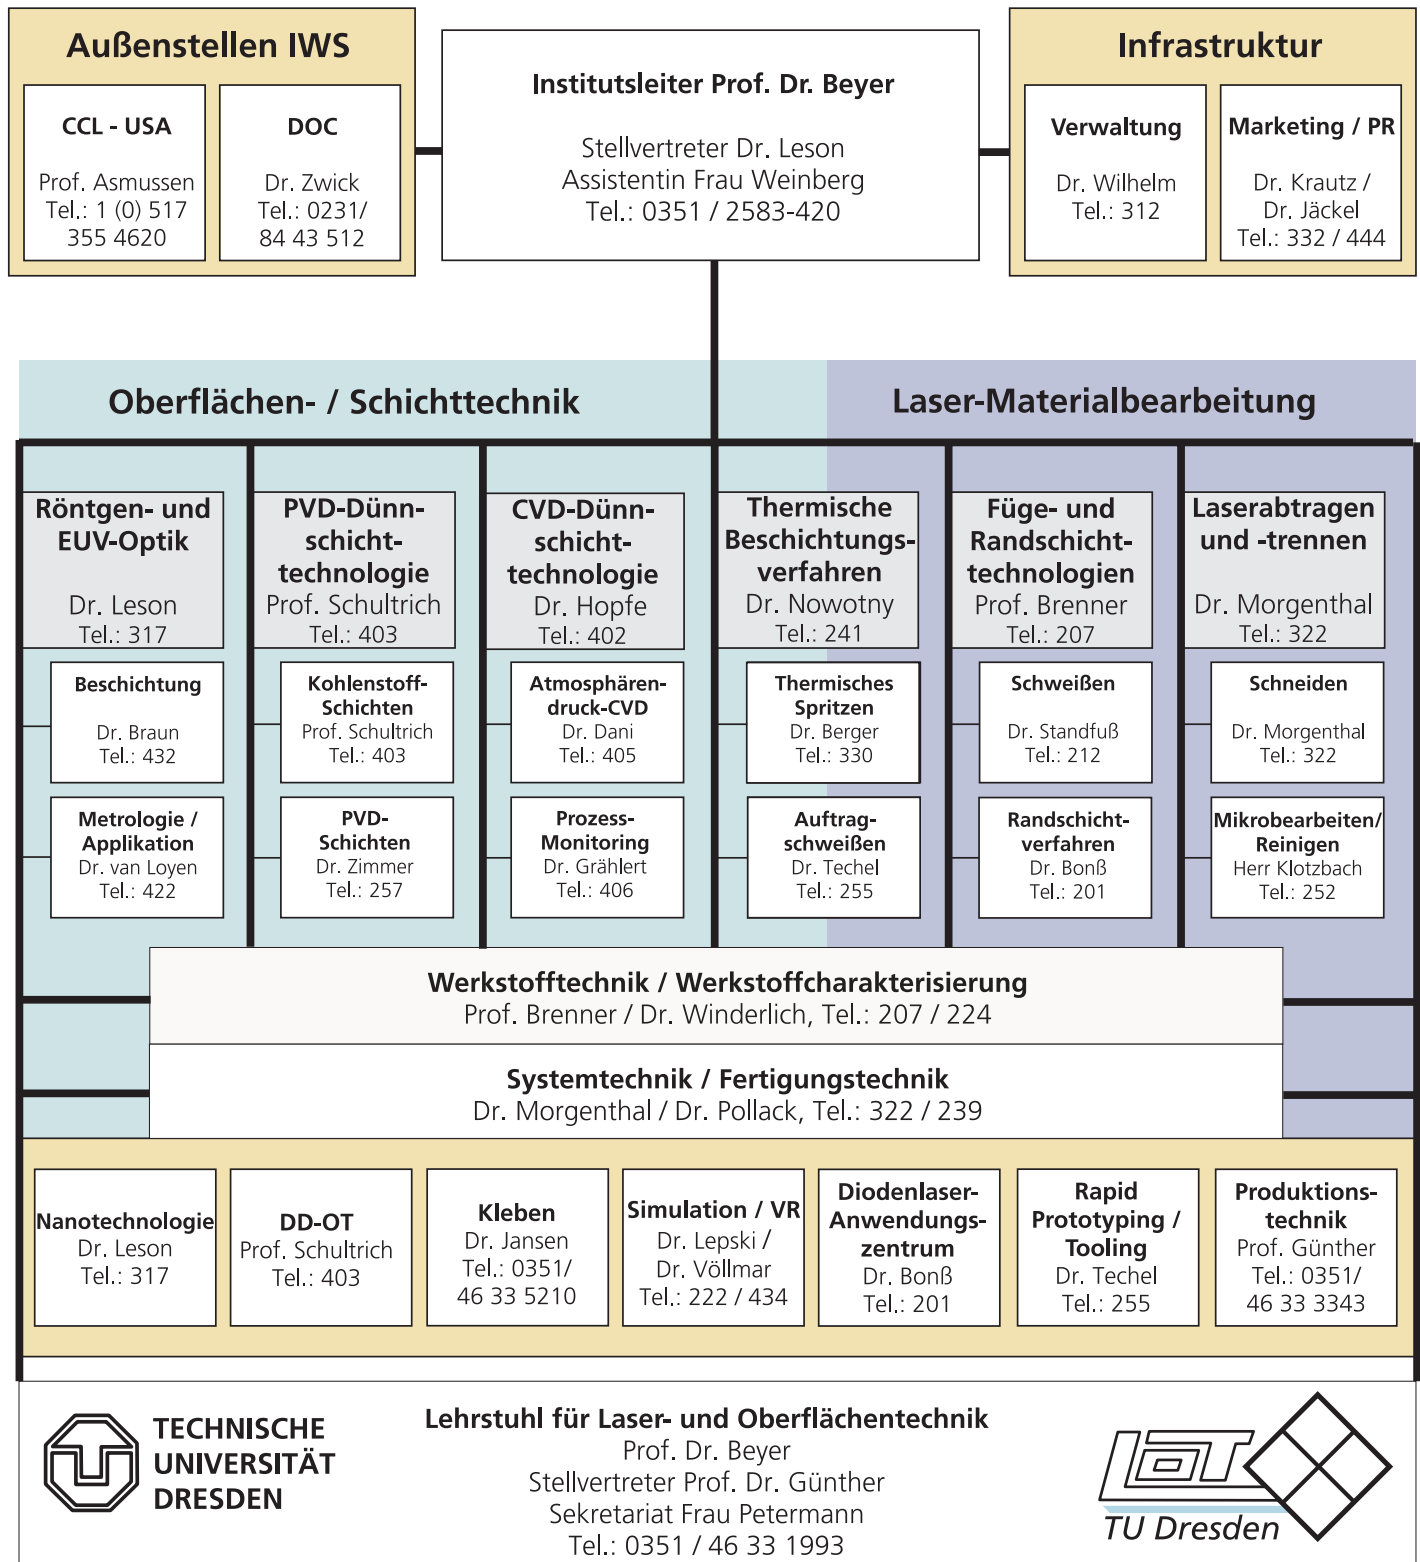 Außenstellen IWS
CCL - USA
Prof. Asmussen
Tel.: 1 (0) 517
355 4620
DOC
Dr. Zwick
Tel.: 0231/
84 43 512
Institutsleiter Prof. Dr. Beyer
Stellvertreter Dr. Leson
Assistentin Frau Weinberg
Tel.: 0351 / 2583-420
Infrastruktur
Verwaltung
Dr. Wilhelm
Tel.: 312
Marketing / PR
Dr. Krautz /
Dr. Jäckel
Tel.: 332 / 444
Oberflächen- / Schichttechnik
Laser-Materialbearbeitung
Röntgen- und
EUV-Optik
Dr. Leson
Tel.: 317
PVD-Dünn-
schicht-
technologie
Prof. Schultrich
Tel.: 403
CVD-Dünn-
schicht-
technologie
Dr. Hopfe
Tel.: 402
Thermische
Beschichtungs-
verfahren
Dr. Nowotny
Tel.: 241
Füge- und
Randschicht-
technologien
Prof. Brenner
Tel.: 207
Laserabtragen
und -trennen
Dr. Morgenthal
Tel.: 322
Beschichtung
Dr. Braun
Tel.: 432
Kohlenstoff-
Schichten
Prof. Schultrich
Tel.: 403
Atmosphären-
druck-CVD
Dr. Dani
Tel.: 405
Thermisches
Spritzen
Dr. Berger
Tel.: 330
Schweißen
Dr. Standfuß
Tel.: 212
Schneiden
Dr. Morgenthal
Tel.: 322
Metrologie /
Applikation
Dr. van Loyen
Tel.: 422
PVD-
Schichten
Dr. Zimmer
Tel.: 257
Prozess-
Monitoring
Dr. Grählert
Tel.: 406
Auftrag-
schweißen
Dr. Techel
Tel.: 255
Randschicht-
verfahren
Dr. Bonß
Tel.: 201
Mikrobearbeiten/
Reinigen
Herr Klotzbach
Tel.: 252
Werkstofftechnik / Werkstoffcharakterisierung
Prof. Brenner / Dr. Winderlich, Tel.: 207 / 224
Systemtechnik / Fertigungstechnik
Dr. Morgenthal / Dr. Pollack, Tel.: 322 / 239
Nanotechnologie
Dr. Leson
Tel.: 317
DD-OT
Prof. Schultrich
Tel.: 403
Kleben
Dr. Jansen
Tel.: 0351/
46 33 5210
Simulation / VR
Dr. Lepski /
Dr. Völlmar
Tel.: 222 / 434
Diodenlaser-
Anwendungs-
zentrum
Dr. Bonß
Tel.: 201
Rapid
Prototyping /
Tooling
Dr. Techel
Tel.: 255
Produktions-
technik
Prof. Günther
Tel.: 0351/
46 33 3343
TECHNISCHE
UNIVERSITÄT
DRESDEN
Lehrstuhl für Laser- und Oberflächentechnik
Prof. Dr. Beyer
Stellvertreter Prof. Dr. Günther
Sekretariat Frau Petermann
Tel.: 0351 / 46 33 1993
LOT
TU Dresden